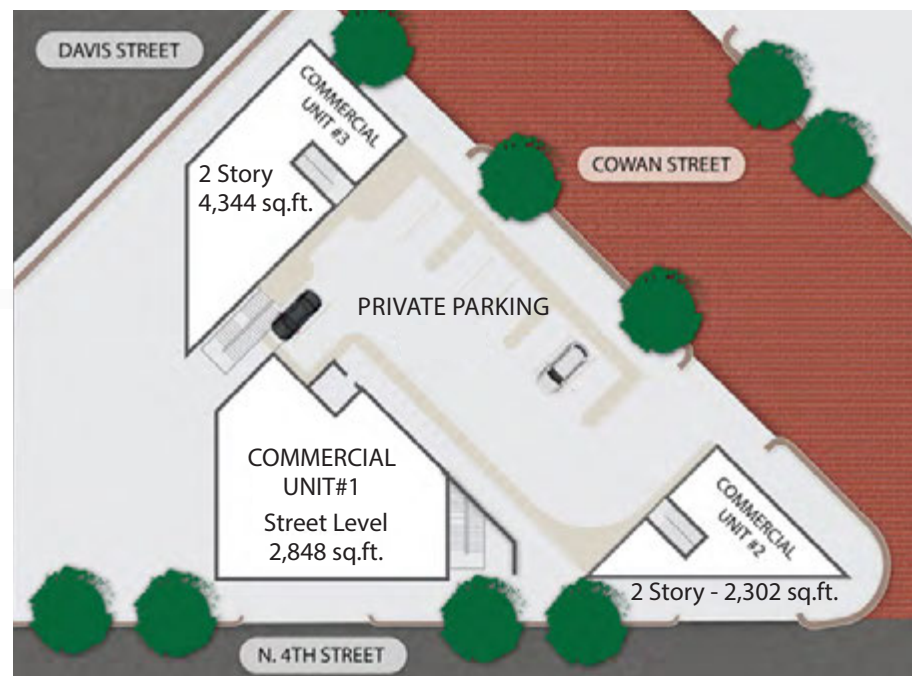 DAVIS STREET
COMMERCIAL
UNIT #3
2 Story
4,344 sq.ft.
COWAN STREET
PRIVATE PARKING
COMMERCIAL
UNIT#1
Street Level
2,848 sq.ft.
COMMERCIAL
UNIT #2
2 Story - 2,302 sq.ft.
N. 4TH STREET